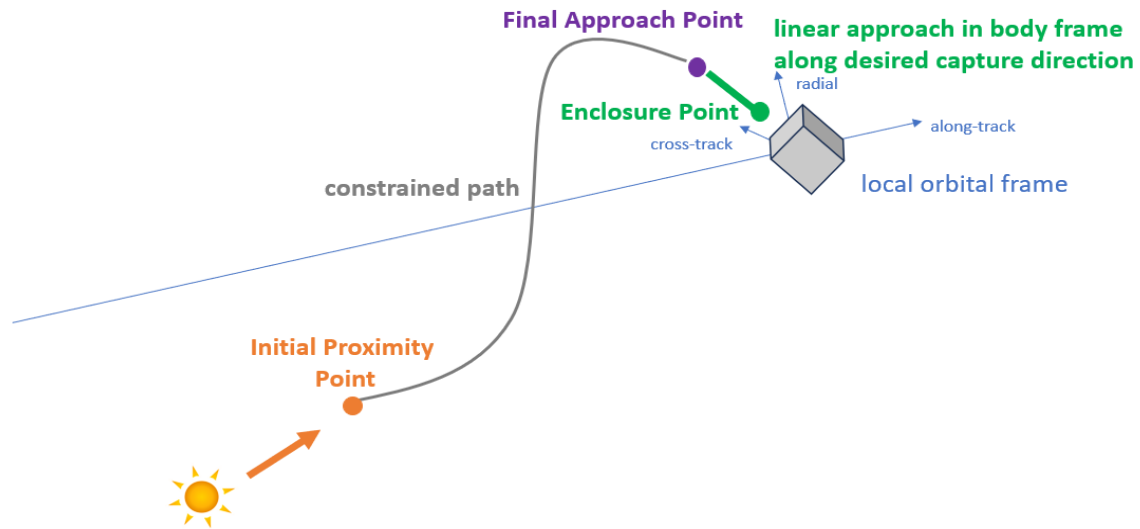 Final Approach Point
linear approach in body frame
along desired capture direction
radial
Enclosure Point
along-track
cross-track
constrained path
local orbital frame
Initial Proximity
Point